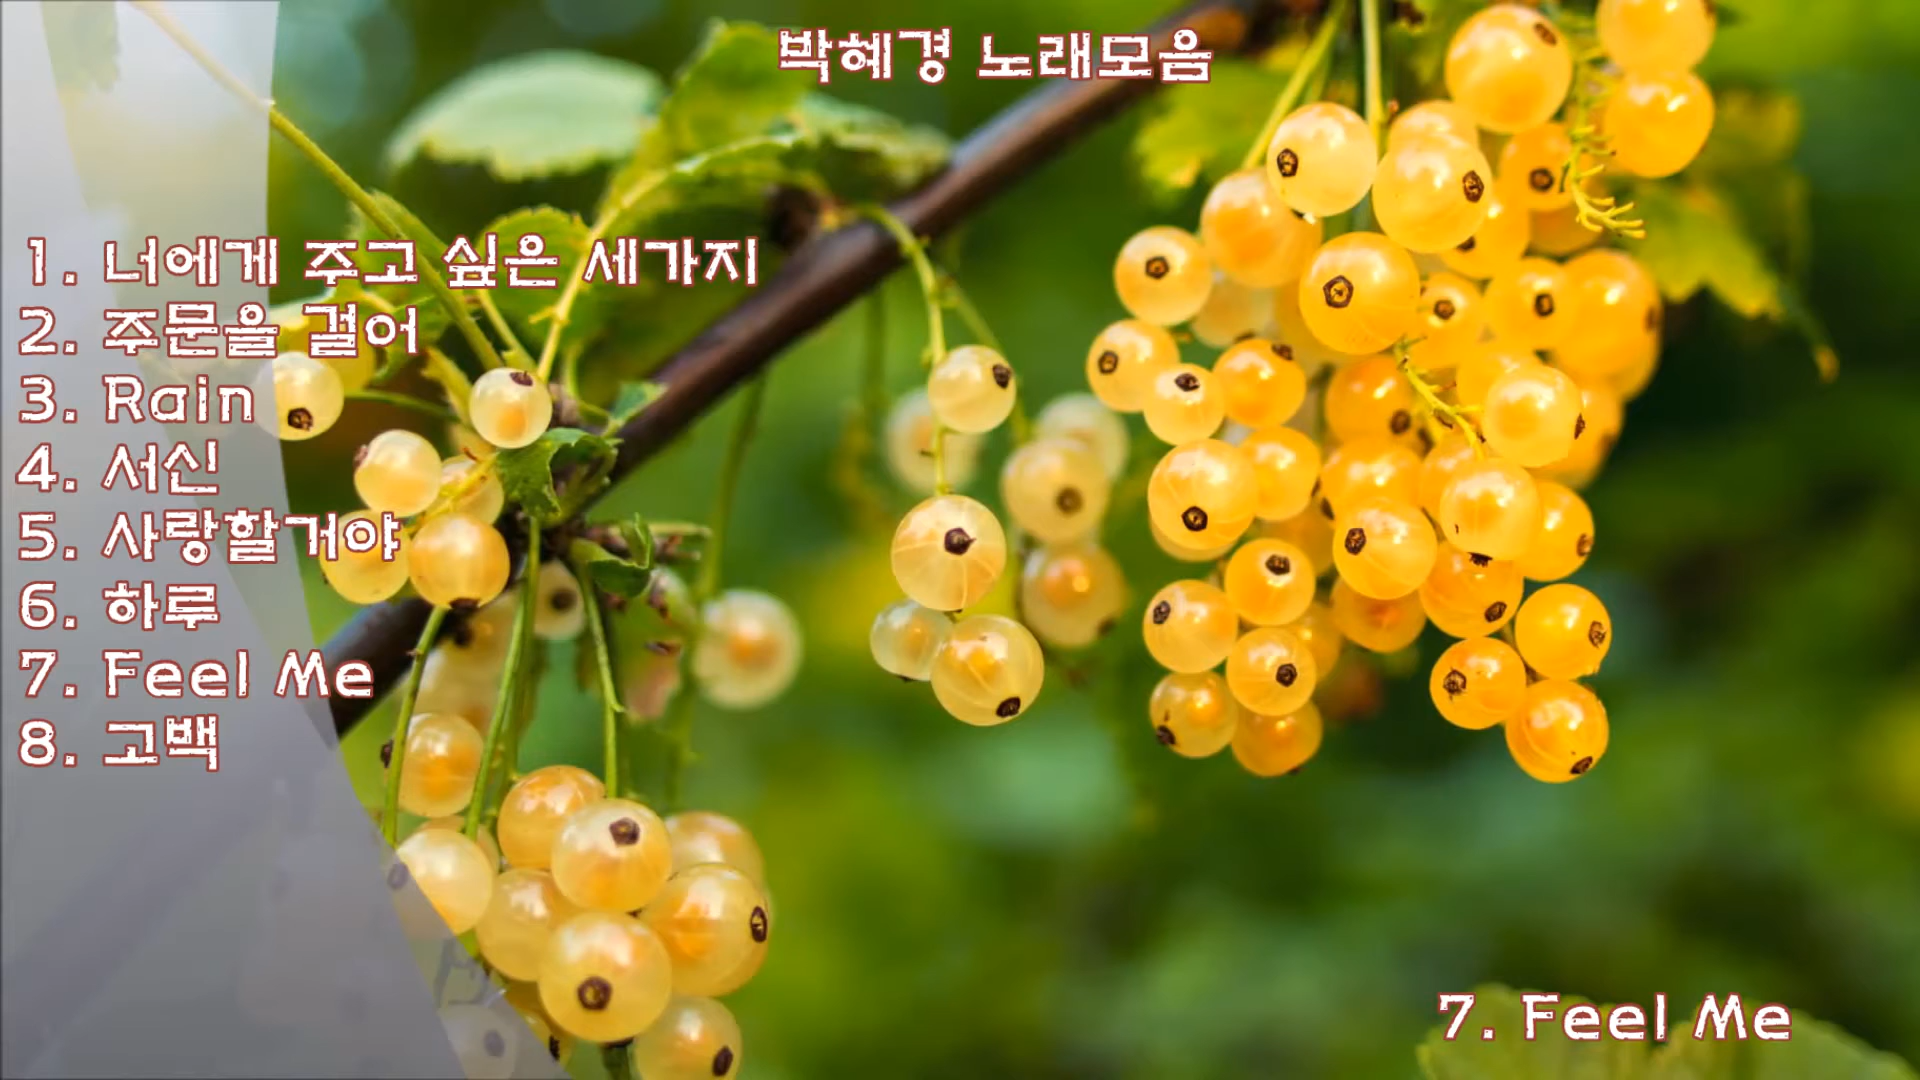 박혜경 노래모음
1. 너에게 주고 싶은 세가지
2. 주문을 걸어
3. Rain
4. 서신
5. 사랑할거야
6. 하루
7. Feel Me
8. 고백
7. Feel Me